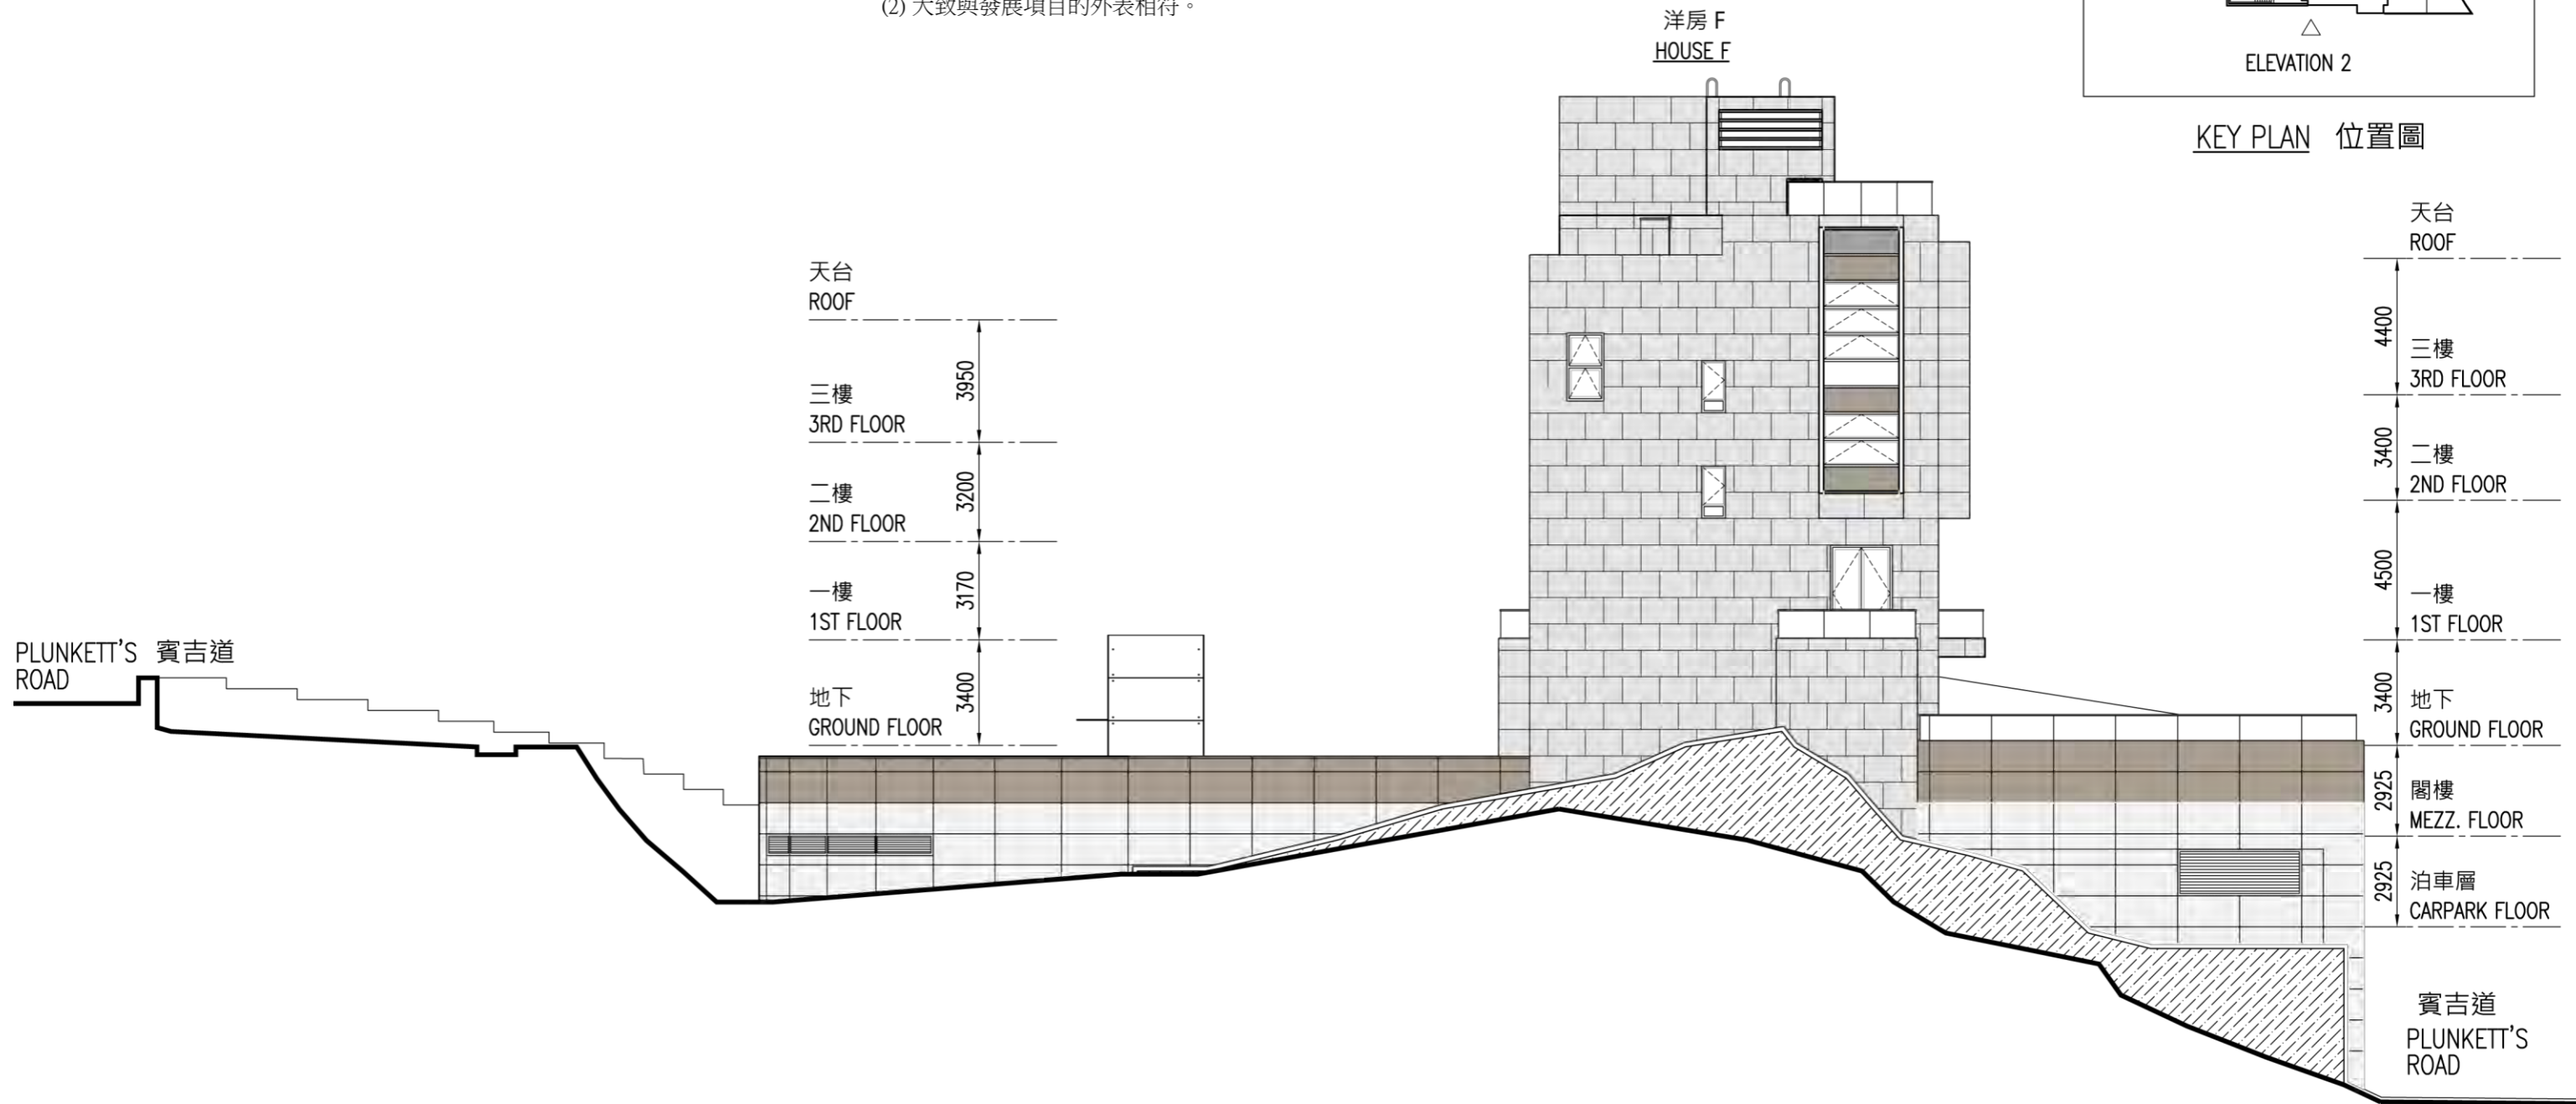 (2) 大致與發展項目的外表相符。
洋房 F
HOUSE F
ELEVATION 2
KEY PLAN 位置圖
天台
ROOF
3950
三樓
3RD FLOOR
3200
二樓
2ND FLOOR
3170
一樓
1ST FLOOR
3400
地下
GROUND FLOOR
PLUNKETT'S 賓吉道
ROAD
天台
ROOF
4400
三樓
3RD FLOOR
3400
二樓
2ND FLOOR
4500
一樓
1ST FLOOR
3400
地下
GROUND FLOOR
2925
閣樓
MEZZ. FLOOR
2925
泊車層
CARPARK FLOOR
賓吉道
PLUNKETT'S
ROAD